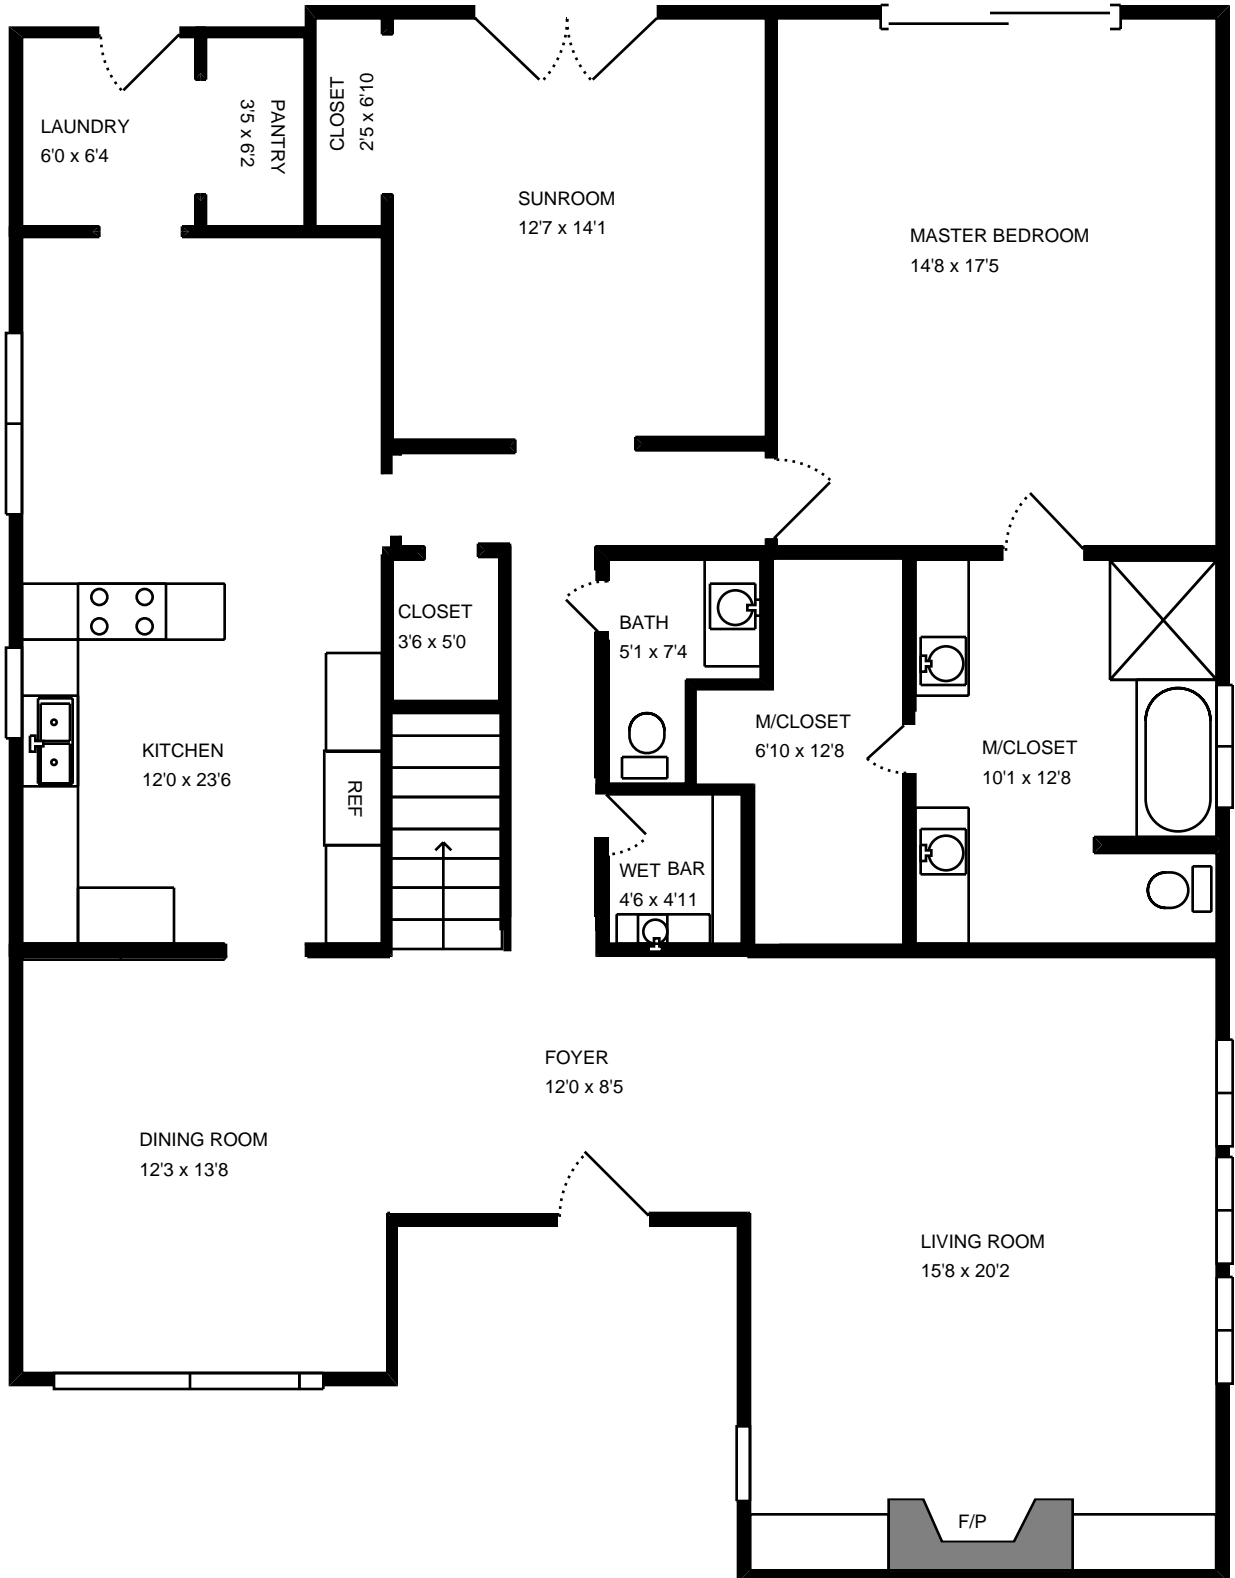 LAUNDRY
6'0 x 6'4
PANTRY
3'5 x 6'2
CLOSET
2'5 x 6'10
SUNROOM
12'7 x 14'1
MASTER BEDROOM
14'8 x 17'5
CLOSET
3'6 x 5'0
BATH
5'1 x 7'4
M/CLOSET
6'10 x 12'8
M/CLOSET
10'1 x 12'8
KITCHEN
12'0 x 23'6
REF
WET BAR
4'6 x 4'11
FOYER
12'0 x 8'5
DINING ROOM
12'3 x 13'8
LIVING ROOM
15'8 x 20'2
F/P